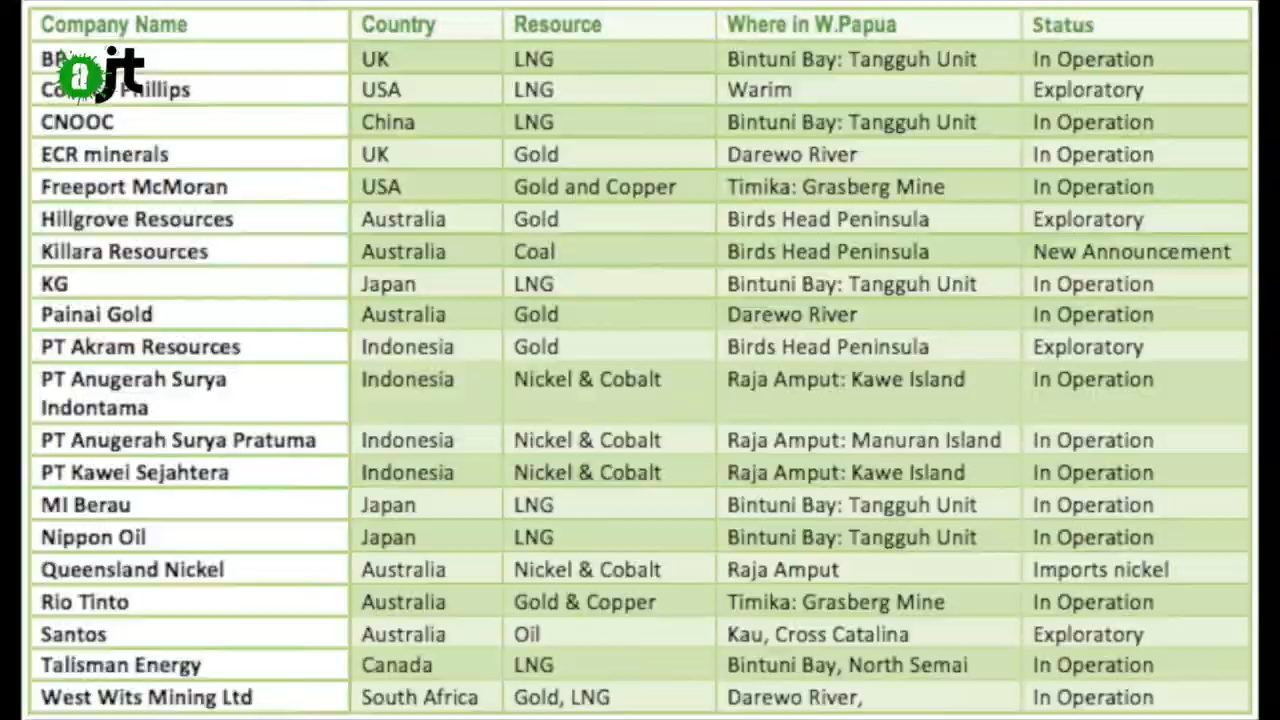 Company Name Country Resource Where in W.Papua Status
ajt
BP UK LNG Bintuni Bay: Tangguh Unit In Operation
Phillips USA LNG Warim Exploratory
CNOOC China LNG Bintuni Bay: Tangguh Unit In Operation
ECR minerals UK Gold Darewo River In Operation
Freeport McMoran USA Gold and Copper Timika: Grasberg Mine In Operation
Hillgrove Resources Australia Gold Birds Head Peninsula Exploratory
Killara Resources Australia Coal Birds Head Peninsula New Announcement
KG Japan LNG Bintuni Bay: Tangguh Unit In Operation
Painai Gold Australia Gold Darewo River In Operation
PT Akram Resources Indonesia Gold Birds Head Peninsula Exploratory
PT Anugerah Surya Indonesia Nickel & Cobalt Raja Amput: Kawe Island In Operation
Indontama
PT Anugerah Surya Pratuma Indonesia Nickel & Cobalt Raja Amput: Manuran Island In Operation
PT Kawei Sejahtera Indonesia Nickel & Cobalt Raja Amput: Kawe Island In Operation
MI Berau Japan LNG Bintuni Bay: Tangguh Unit In Operation
Nippon Oil Japan LNG Bintuni Bay: Tangguh Unit In Operation
Queensland Nickel Australia Nickel & Cobalt Raja Amput Imports nickel
Rio Tinto Australia Gold & Copper Timika: Grasberg Mine In Operation
Santos Australia Oil Kau, Cross Catalina Exploratory
Talisman Energy Canada LNG Bintuni Bay, North Semai In Operation
West Wits Mining Ltd South Africa Gold, LNG Darewo River, In Operation